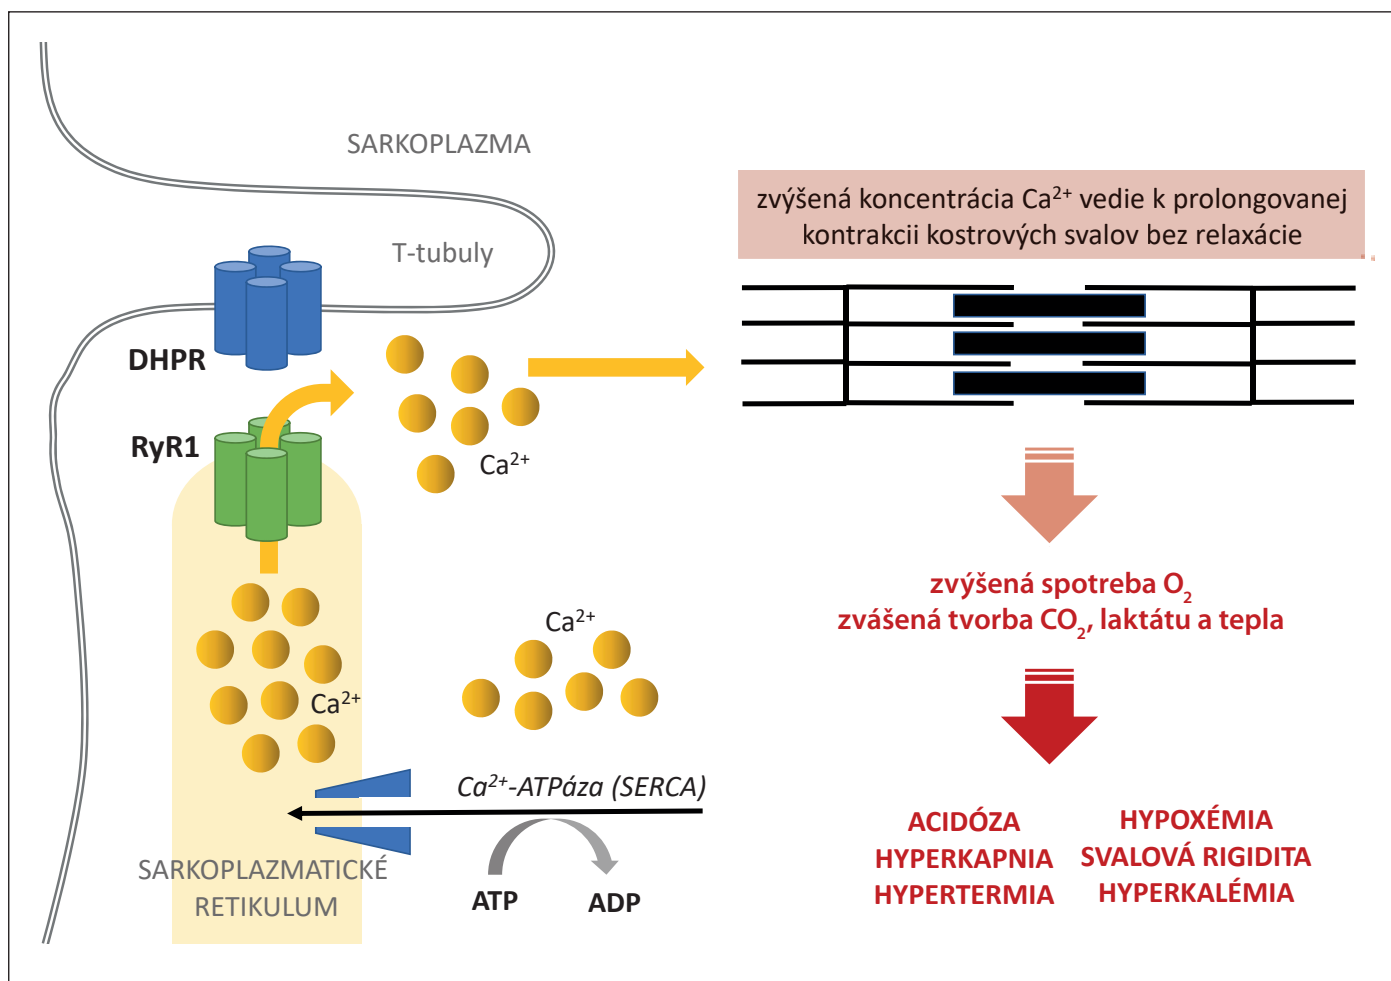 SARKOPLAZMA
T-tubuly
DHPR
RyR1
Ca²⁺
Ca²⁺
Ca²⁺
Ca²⁺-ATPáza (SERCA)
ATP
ADP
SARKOPLAZMATICKÉ
RETIKULUM
zvýšená koncentrácia Ca²⁺ vedie k prolongovanej
kontrakcii kostrových svalov bez relaxácie
zvýšená spotreba O₂
zvášená tvorba CO₂, laktátu a tepla
ACIDÓZA
HYPERKAPNIA
HYPERTERMIA
HYPOXÉMIA
SVALOVÁ RIGIDITA
HYPERKALÉMIA